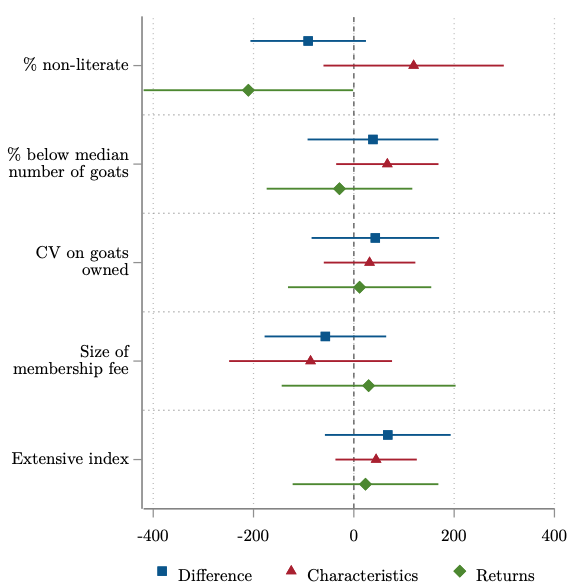 % non-literate
% below median
number of goats
CV on goats
owned
Size of
membership fee
Extensive index
-400 -200 0 200 400
Difference Characteristics Returns